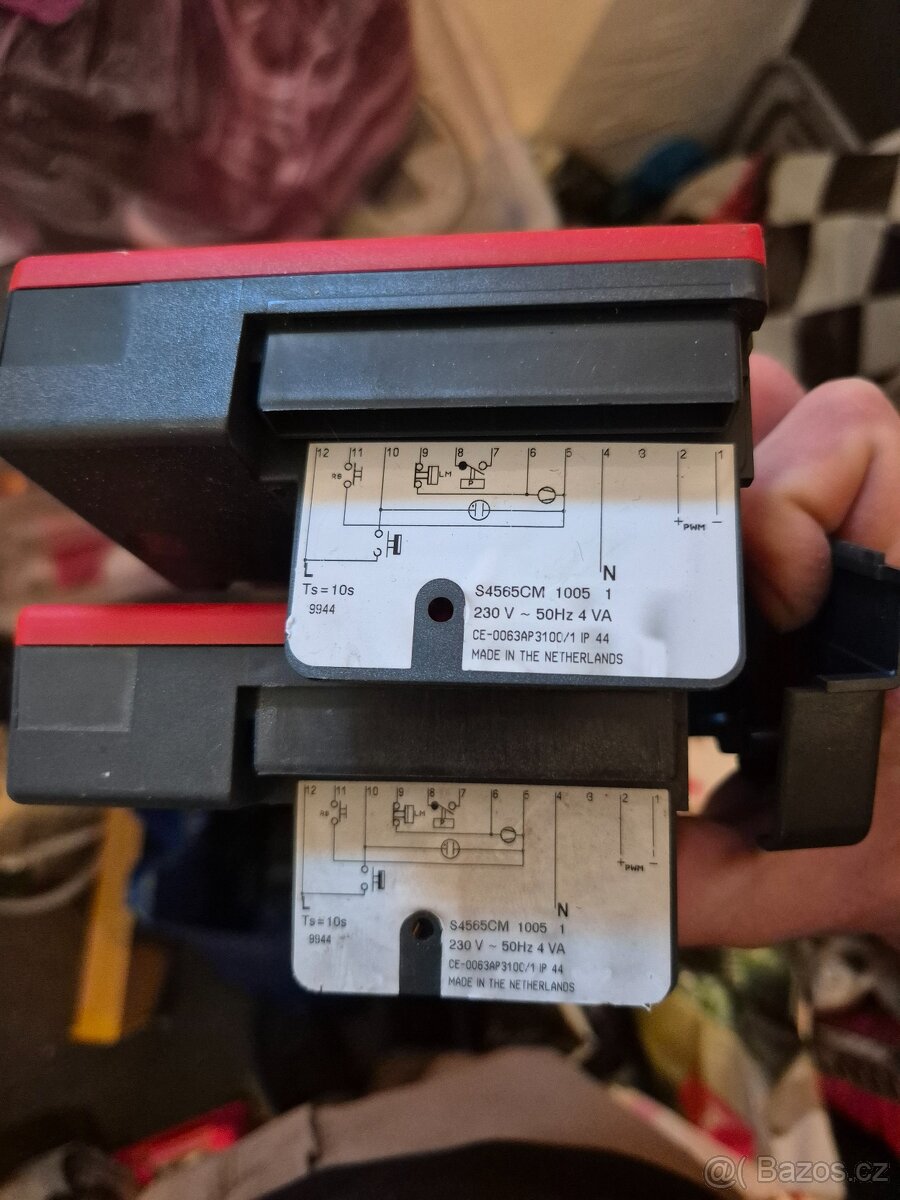 12 11 10 9 8 7 6 5 4 3 2 1
RB LM
P
+ PWM −
L N
Ts = 10s S4565CM 1005 1
9944 230 V ~ 50Hz 4 VA
CE-0063AP3100/1 IP 44
MADE IN THE NETHERLANDS
12 11 10 9 8 7 6 5 4 3 2 1
RB LM
P
+ PWM −
L N
Ts = 10s S4565CM 1005 1
9944 230 V ~ 50Hz 4 VA
CE-0063AP3100/1 IP 44
MADE IN THE NETHERLANDS
@( Bazos.cz